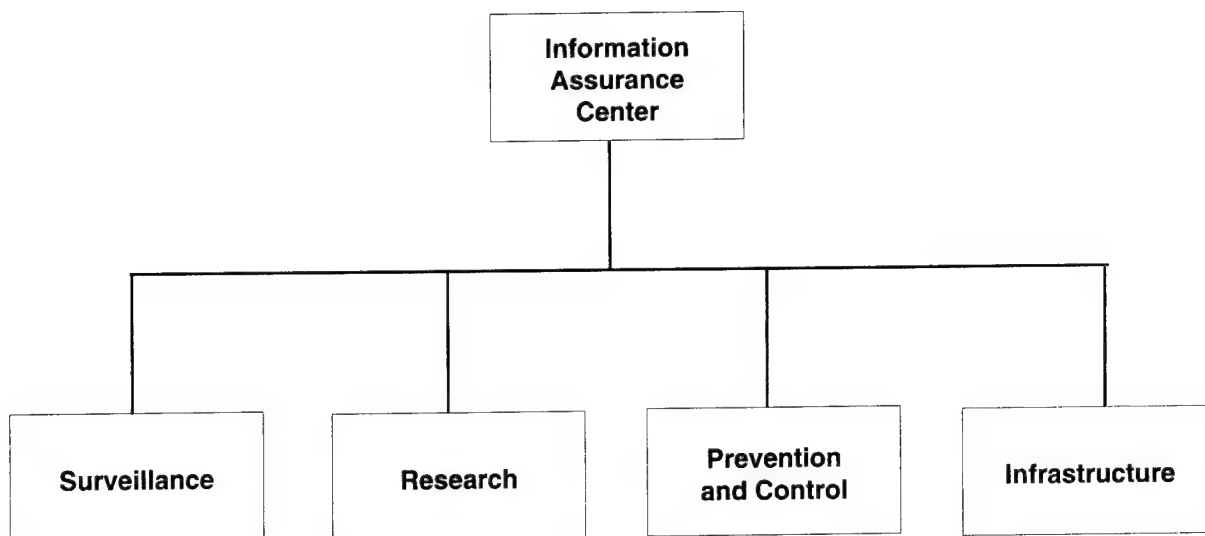 Information
Assurance
Center
Surveillance
Research
Prevention
and Control
Infrastructure